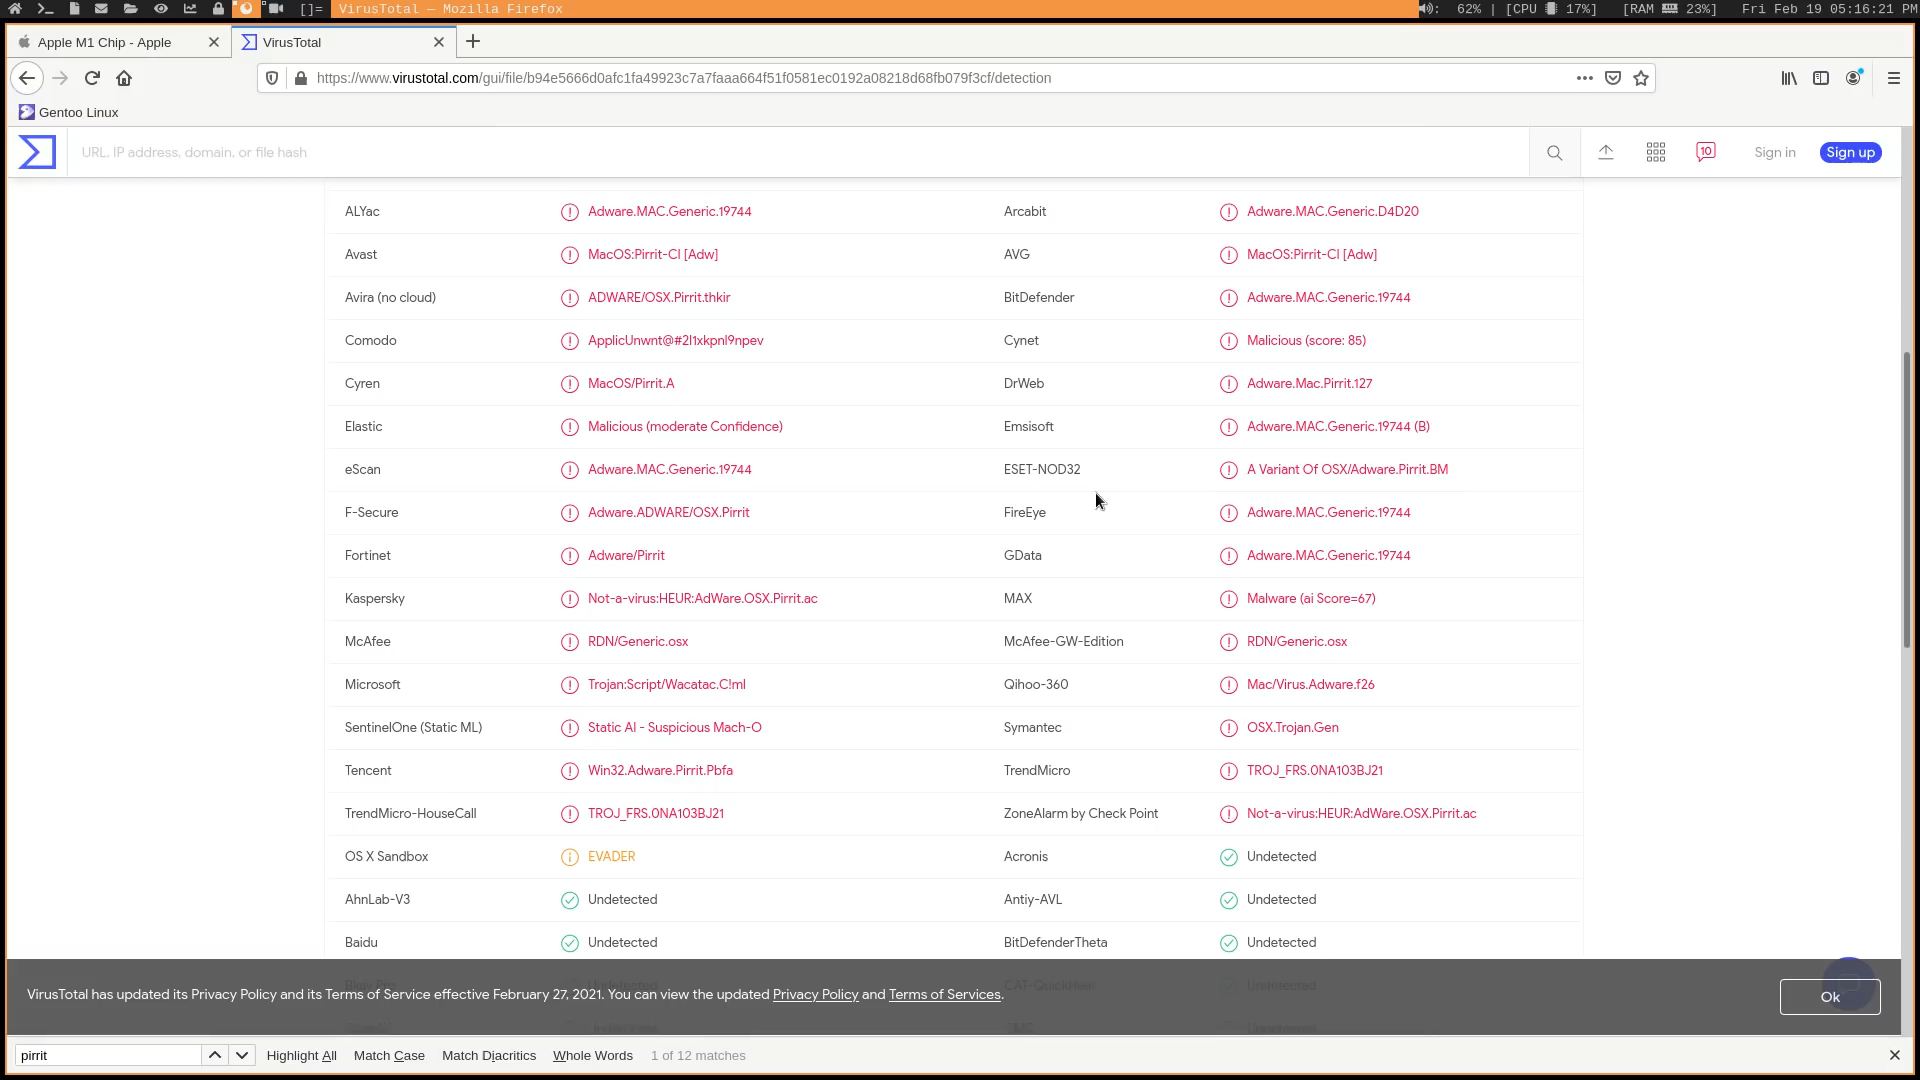 []= VirusTotal — Mozilla Firefox : 62% | [CPU 17%] [RAM 23%] Fri Feb 19 05:16:21 PM
Apple M1 Chip - Apple VirusTotal
https://www.virustotal.com/gui/file/b94e5666d0afc1fa49923c7a7faaa664f51f0581ec0192a08218d68fb079f3cf/detection
Gentoo Linux
URL, IP address, domain, or file hash 10 Sign in Sign up
ALYac Adware.MAC.Generic.19744 Arcabit Adware.MAC.Generic.D4D20
Avast MacOS:Pirrit-CI [Adw] AVG MacOS:Pirrit-CI [Adw]
Avira (no cloud) ADWARE/OSX.Pirrit.thkir BitDefender Adware.MAC.Generic.19744
Comodo ApplicUnwnt@#2l1xkpnl9npev Cynet Malicious (score: 85)
Cyren MacOS/Pirrit.A DrWeb Adware.Mac.Pirrit.127
Elastic Malicious (moderate Confidence) Emsisoft Adware.MAC.Generic.19744 (B)
eScan Adware.MAC.Generic.19744 ESET-NOD32 A Variant Of OSX/Adware.Pirrit.BM
F-Secure Adware.ADWARE/OSX.Pirrit FireEye Adware.MAC.Generic.19744
Fortinet Adware/Pirrit GData Adware.MAC.Generic.19744
Kaspersky Not-a-virus:HEUR:AdWare.OSX.Pirrit.ac MAX Malware (ai Score=67)
McAfee RDN/Generic.osx McAfee-GW-Edition RDN/Generic.osx
Microsoft Trojan:Script/Wacatac.C!ml Qihoo-360 Mac/Virus.Adware.f26
SentinelOne (Static ML) Static AI - Suspicious Mach-O Symantec OSX.Trojan.Gen
Tencent Win32.Adware.Pirrit.Pbfa TrendMicro TROJ_FRS.0NA103BJ21
TrendMicro-HouseCall TROJ_FRS.0NA103BJ21 ZoneAlarm by Check Point Not-a-virus:HEUR:AdWare.OSX.Pirrit.ac
OS X Sandbox EVADER Acronis Undetected
AhnLab-V3 Undetected Antiy-AVL Undetected
Baidu Undetected BitDefenderTheta Undetected
VirusTotal has updated its Privacy Policy and its Terms of Service effective February 27, 2021. You can view the updated Privacy Policy and Terms of Services. Ok
pirrit Highlight All Match Case Match Diacritics Whole Words 1 of 12 matches